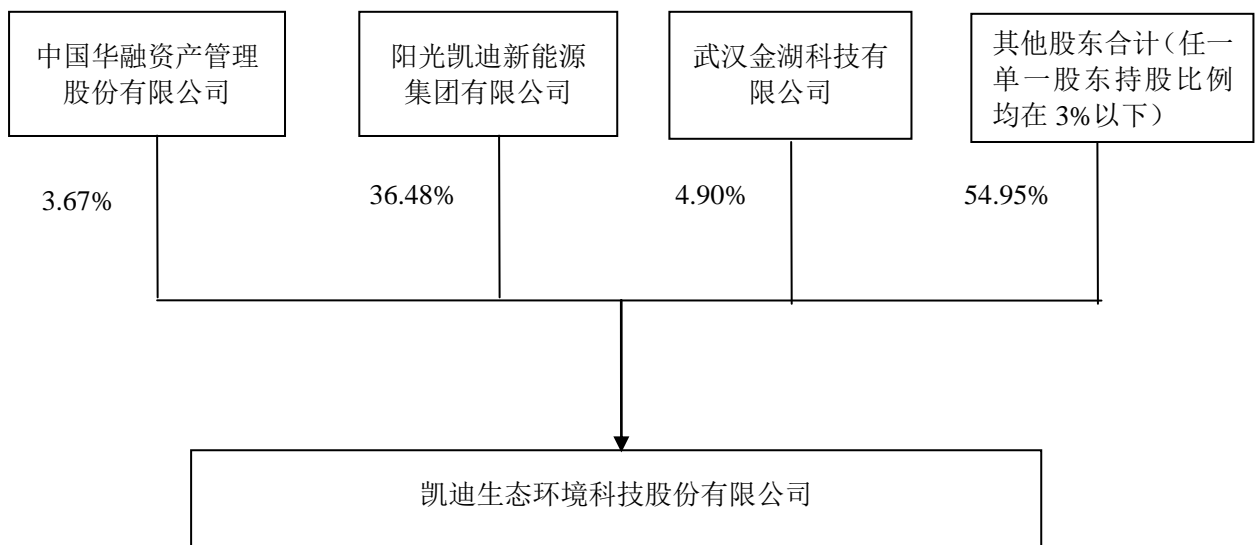 中国华融资产管理
股份有限公司
阳光凯迪新能源
集团有限公司
武汉金湖科技有
限公司
其他股东合计（任一
单一股东持股比例
均在 3%以下）
3.67%
36.48%
4.90%
54.95%
凯迪生态环境科技股份有限公司